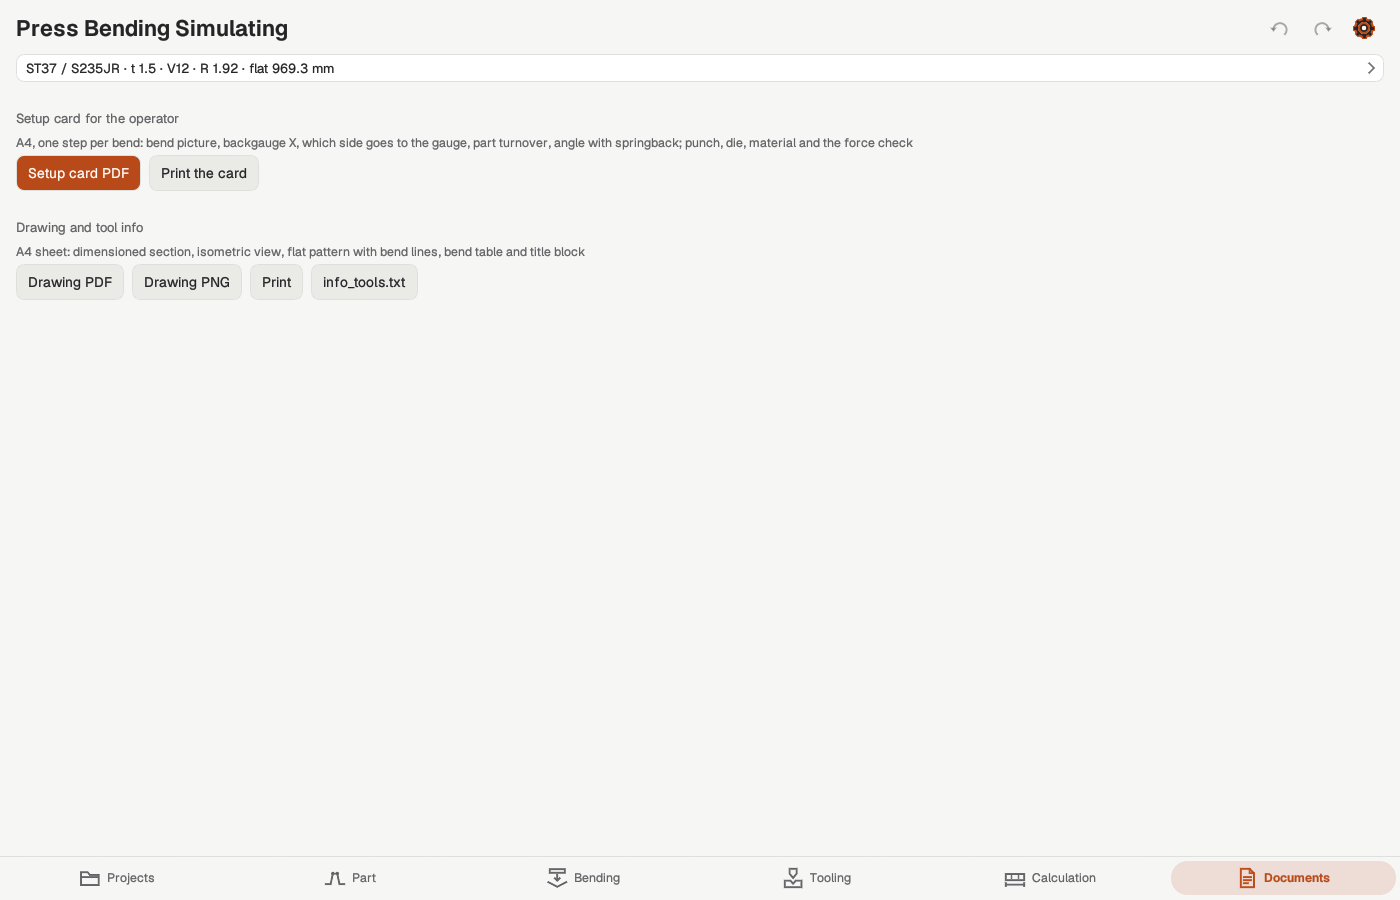 Press Bending Simulating
ST37 / S235JR · t 1.5 · V12 · R 1.92 · flat 969.3 mm
Setup card for the operator
A4, one step per bend: bend picture, backgauge X, which side goes to the gauge, part turnover, angle with springback; punch, die, material and the force check
Setup card PDF
Print the card
Drawing and tool info
A4 sheet: dimensioned section, isometric view, flat pattern with bend lines, bend table and title block
Drawing PDF
Drawing PNG
Print
info_tools.txt
Projects
Part
Bending
Tooling
Calculation
Documents